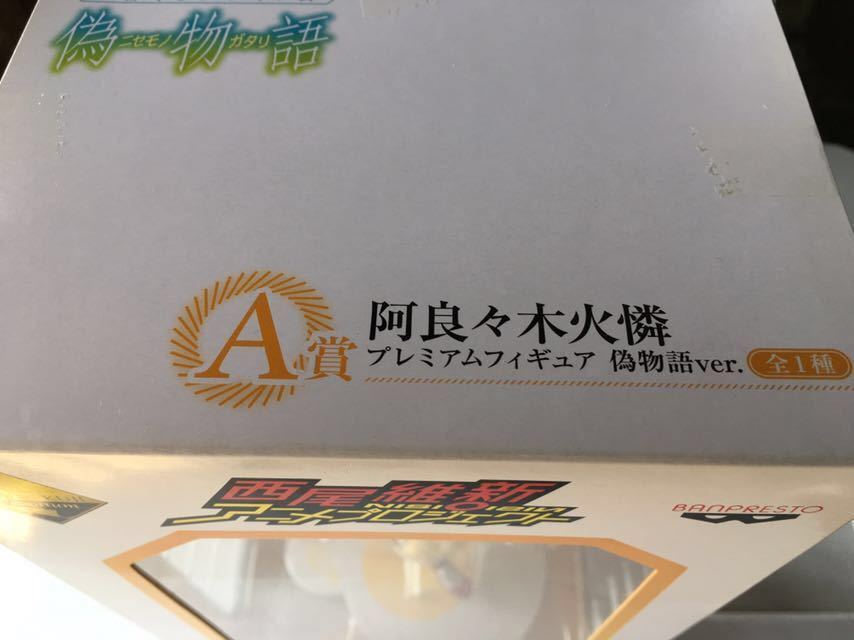 偽物語
ニセモノ ガタリ
A賞
阿良々木火憐
プレミアムフィギュア 偽物語ver. 全1種
西尾維新
NISIOISIN
アニメプロジェクト
BANPRESTO